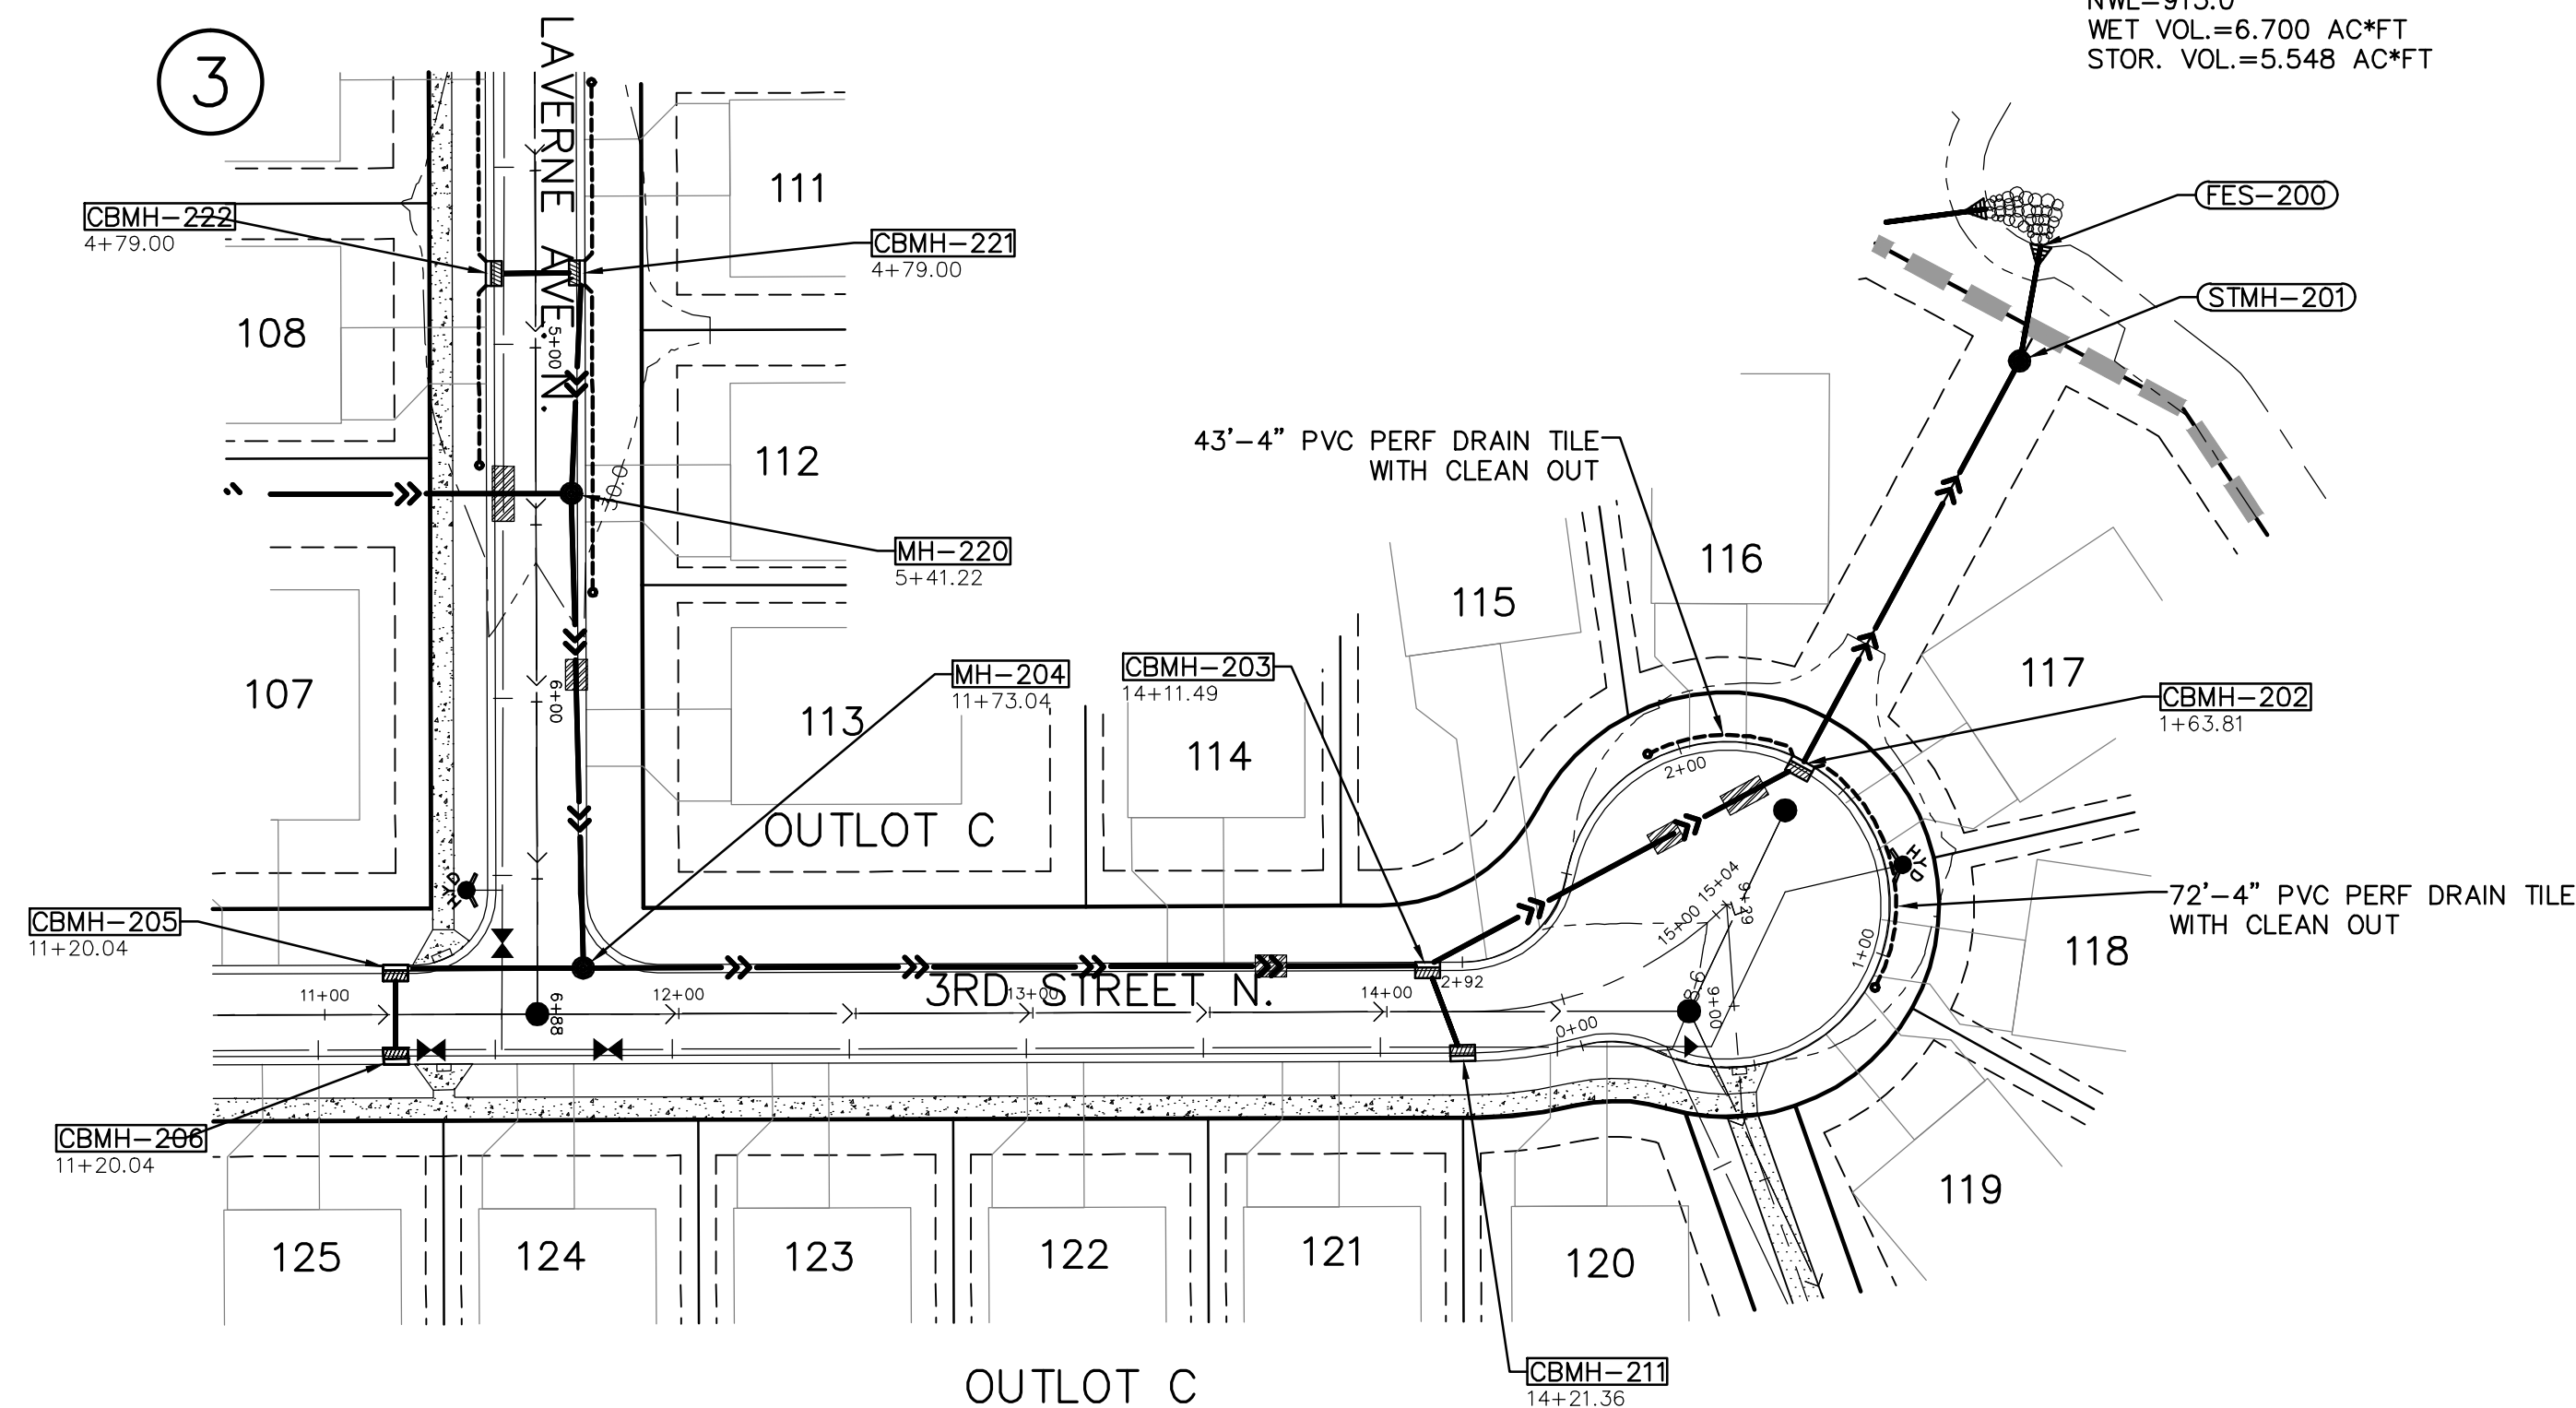 NWL=913.0
WET VOL.=6.700 AC*FT
STOR. VOL.=5.548 AC*FT
3
LAVERNE AVE. N.
111
FES-200
CBMH-222
4+79.00
CBMH-221
4+79.00
STMH-201
108
5+00
43'-4" PVC PERF DRAIN TILE
WITH CLEAN OUT
112
30.0
MH-220
5+41.22
116
115
107
6+00
MH-204
11+73.04
CBMH-203
14+11.49
117
CBMH-202
1+63.81
113
114
2+00
OUTLOT C
HYD
HYD
15+04
9+29
15+00
72'-4" PVC PERF DRAIN TILE
WITH CLEAN OUT
CBMH-205
11+20.04
118
1+00
2+92
3RD STREET N.
11+00
12+00
13+00
14+00
6+88
9+00
0+00
CBMH-206
11+20.04
119
125
124
123
122
121
120
OUTLOT C
CBMH-211
14+21.36